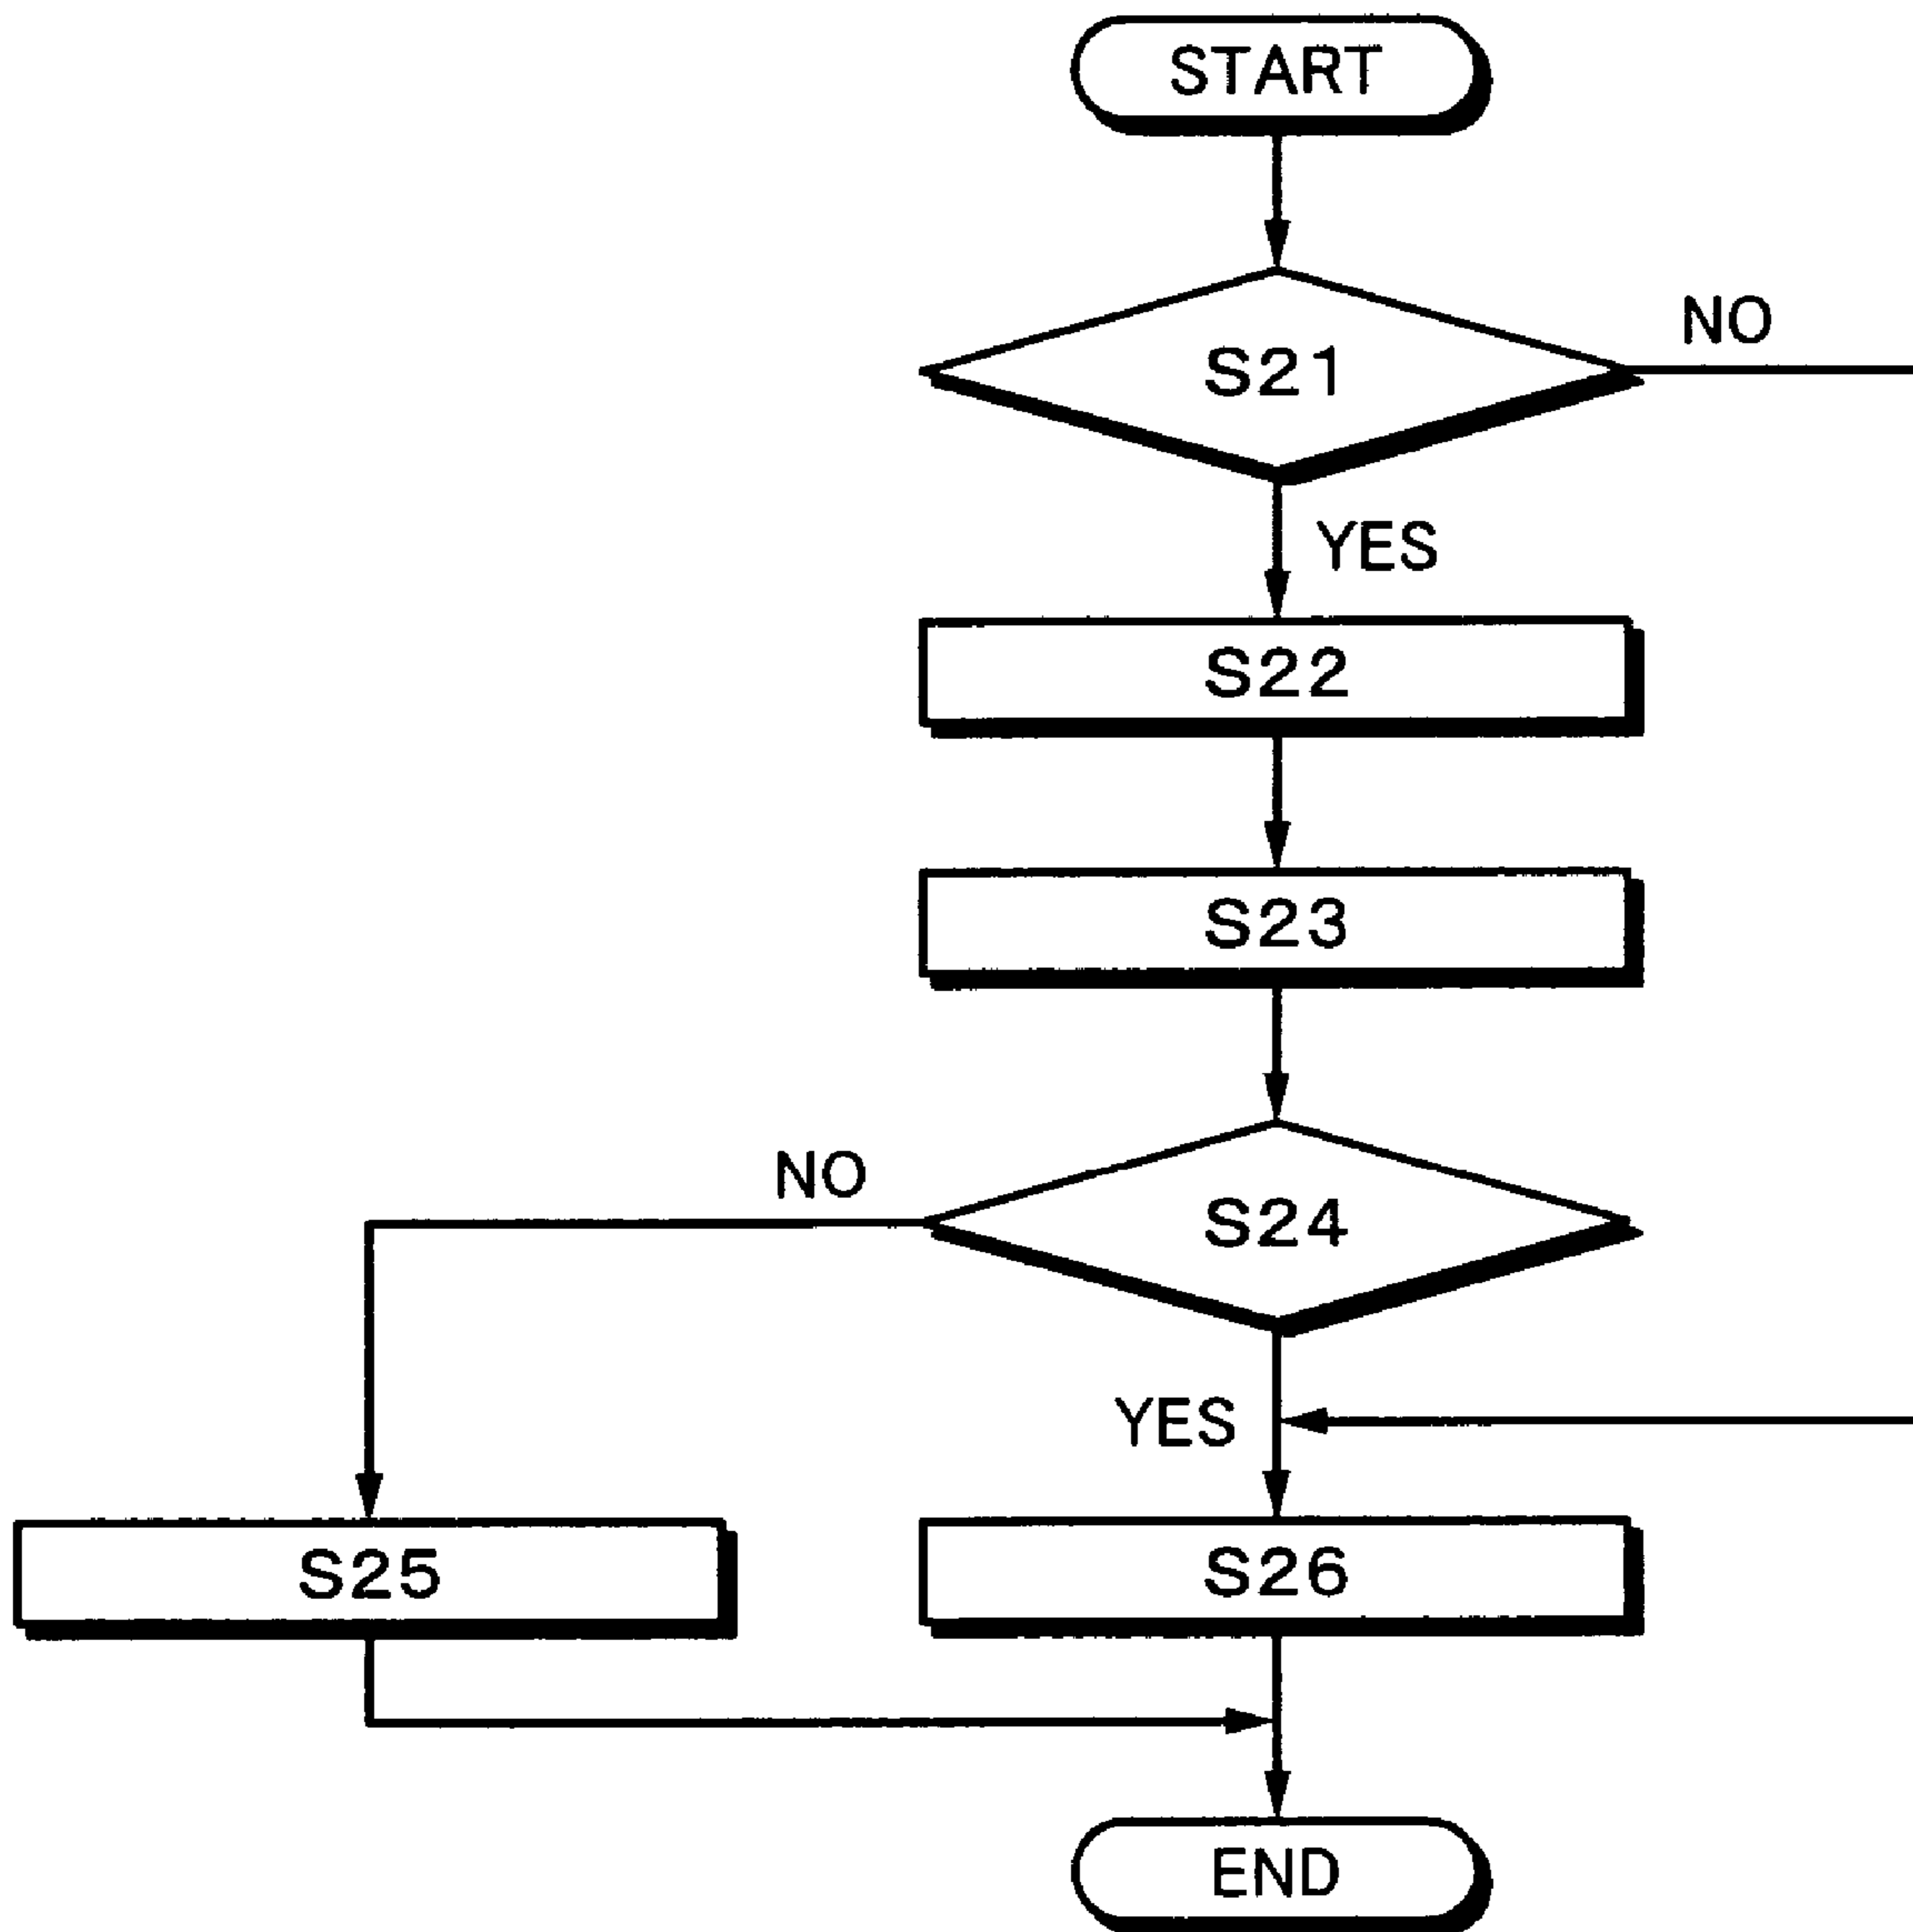 START
S21
NO
YES
S22
S23
NO
S24
YES
S25
S26
END